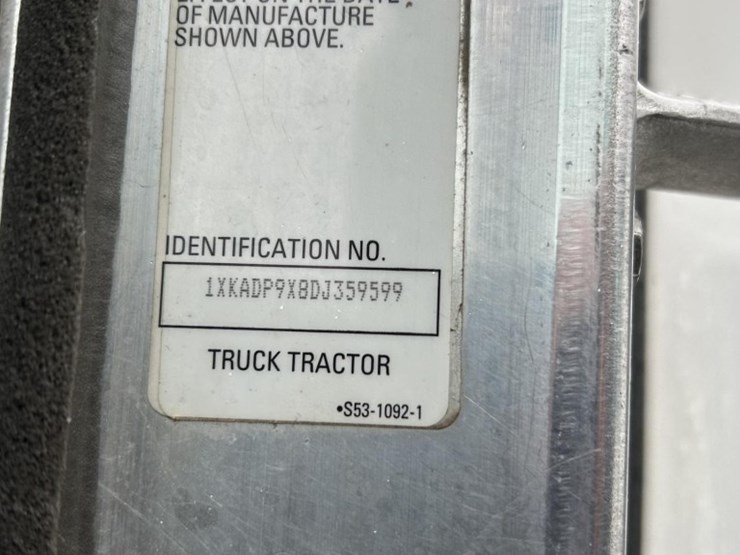 OF MANUFACTURE
SHOWN ABOVE.
IDENTIFICATION NO.
1XKADP9X8DJ359599
TRUCK TRACTOR
•S53-1092-1